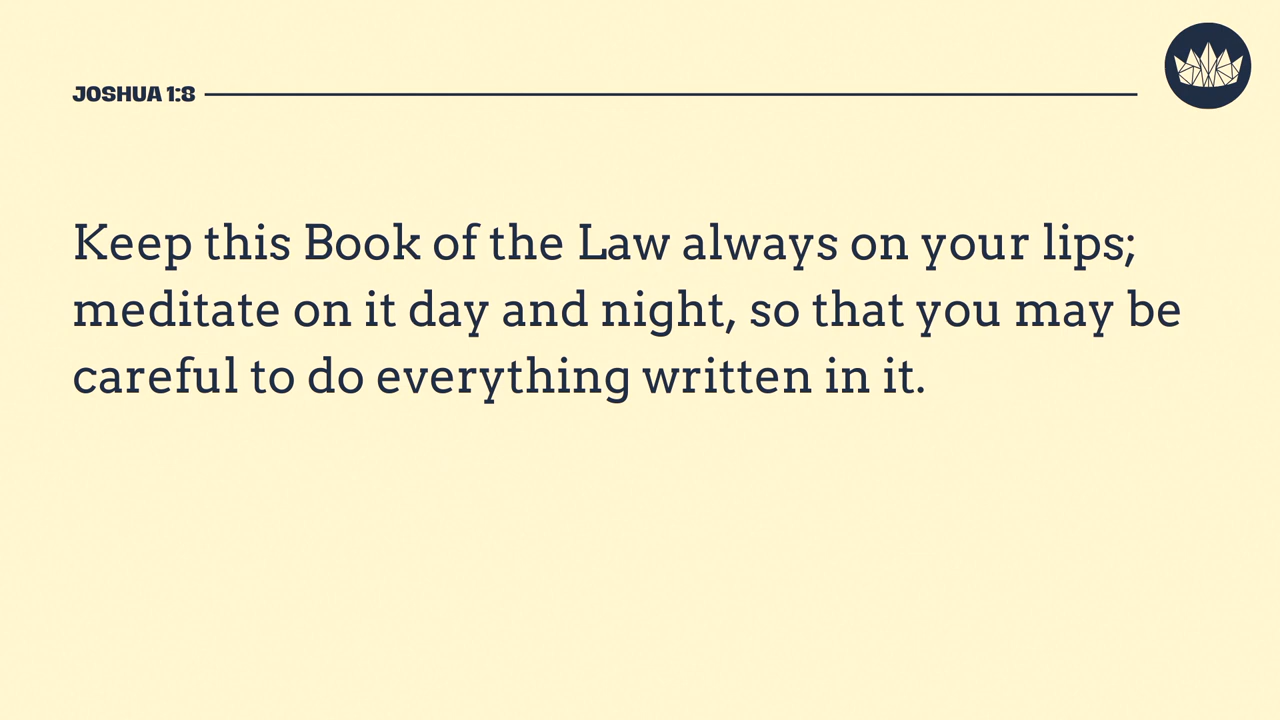 JOSHUA 1:8
Keep this Book of the Law always on your lips;
meditate on it day and night, so that you may be
careful to do everything written in it.